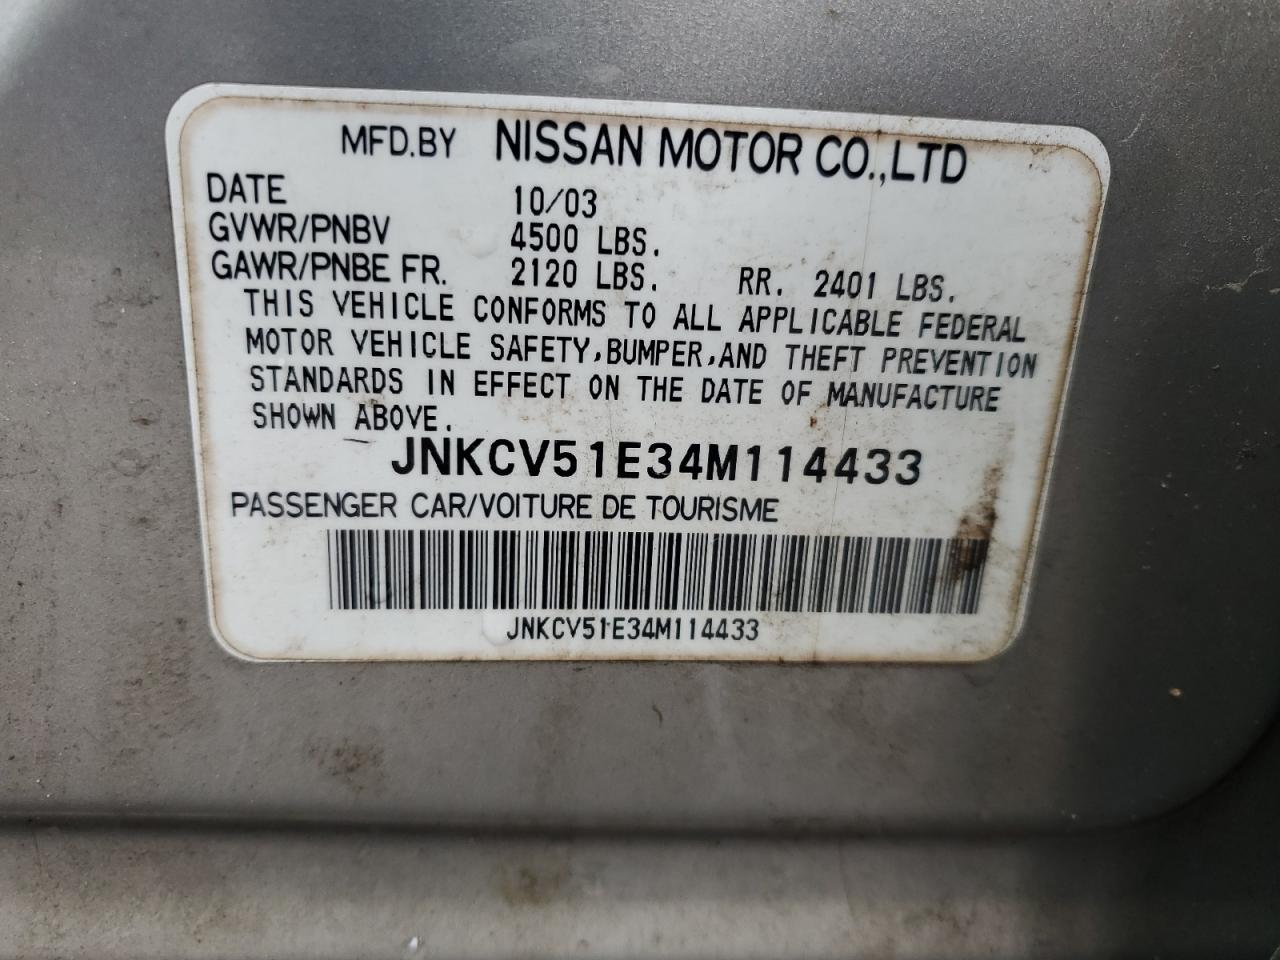 MFD.BY NISSAN MOTOR CO.,LTD
DATE 10/03
GVWR/PNBV 4500 LBS.
GAWR/PNBE FR. 2120 LBS. RR. 2401 LBS.
THIS VEHICLE CONFORMS TO ALL APPLICABLE FEDERAL
MOTOR VEHICLE SAFETY,BUMPER,AND THEFT PREVENTION
STANDARDS IN EFFECT ON THE DATE OF MANUFACTURE
SHOWN ABOVE.
JNKCV51E34M114433
PASSENGER CAR/VOITURE DE TOURISME
JNKCV51E34M114433